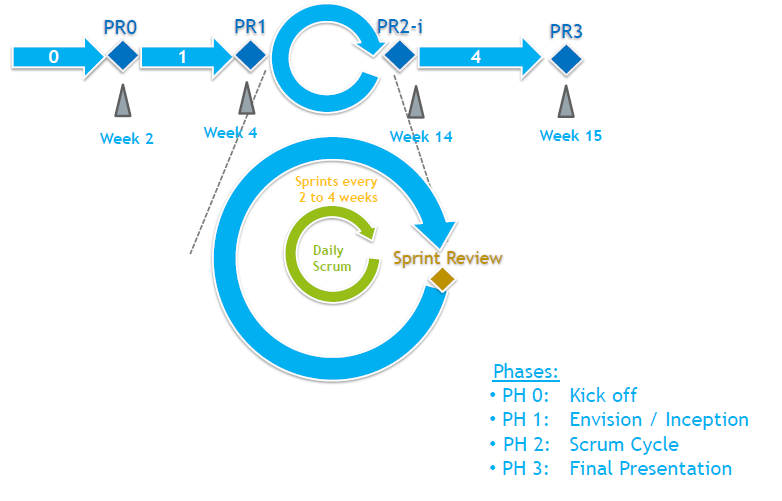 PR0
PR1
PR2-i
PR3
0
1
4
Week 2
Week 4
Week 14
Week 15
Sprints every
2 to 4 weeks
Daily
Scrum
Sprint Review
Phases:
• PH 0: Kick off
• PH 1: Envision / Inception
• PH 2: Scrum Cycle
• PH 3: Final Presentation